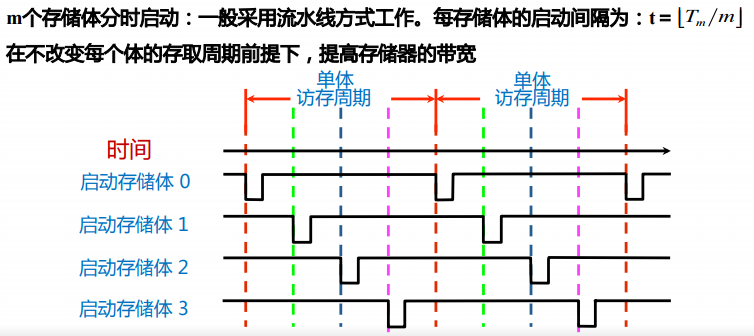 m个存储体分时启动：一般采用流水线方式工作。每存储体的启动间隔为：t = ⌊Tₘ/m⌋
在不改变每个体的存取周期前提下，提高存储器的带宽
单体 单体
访存周期 访存周期
时间
启动存储体 0
启动存储体 1
启动存储体 2
启动存储体 3